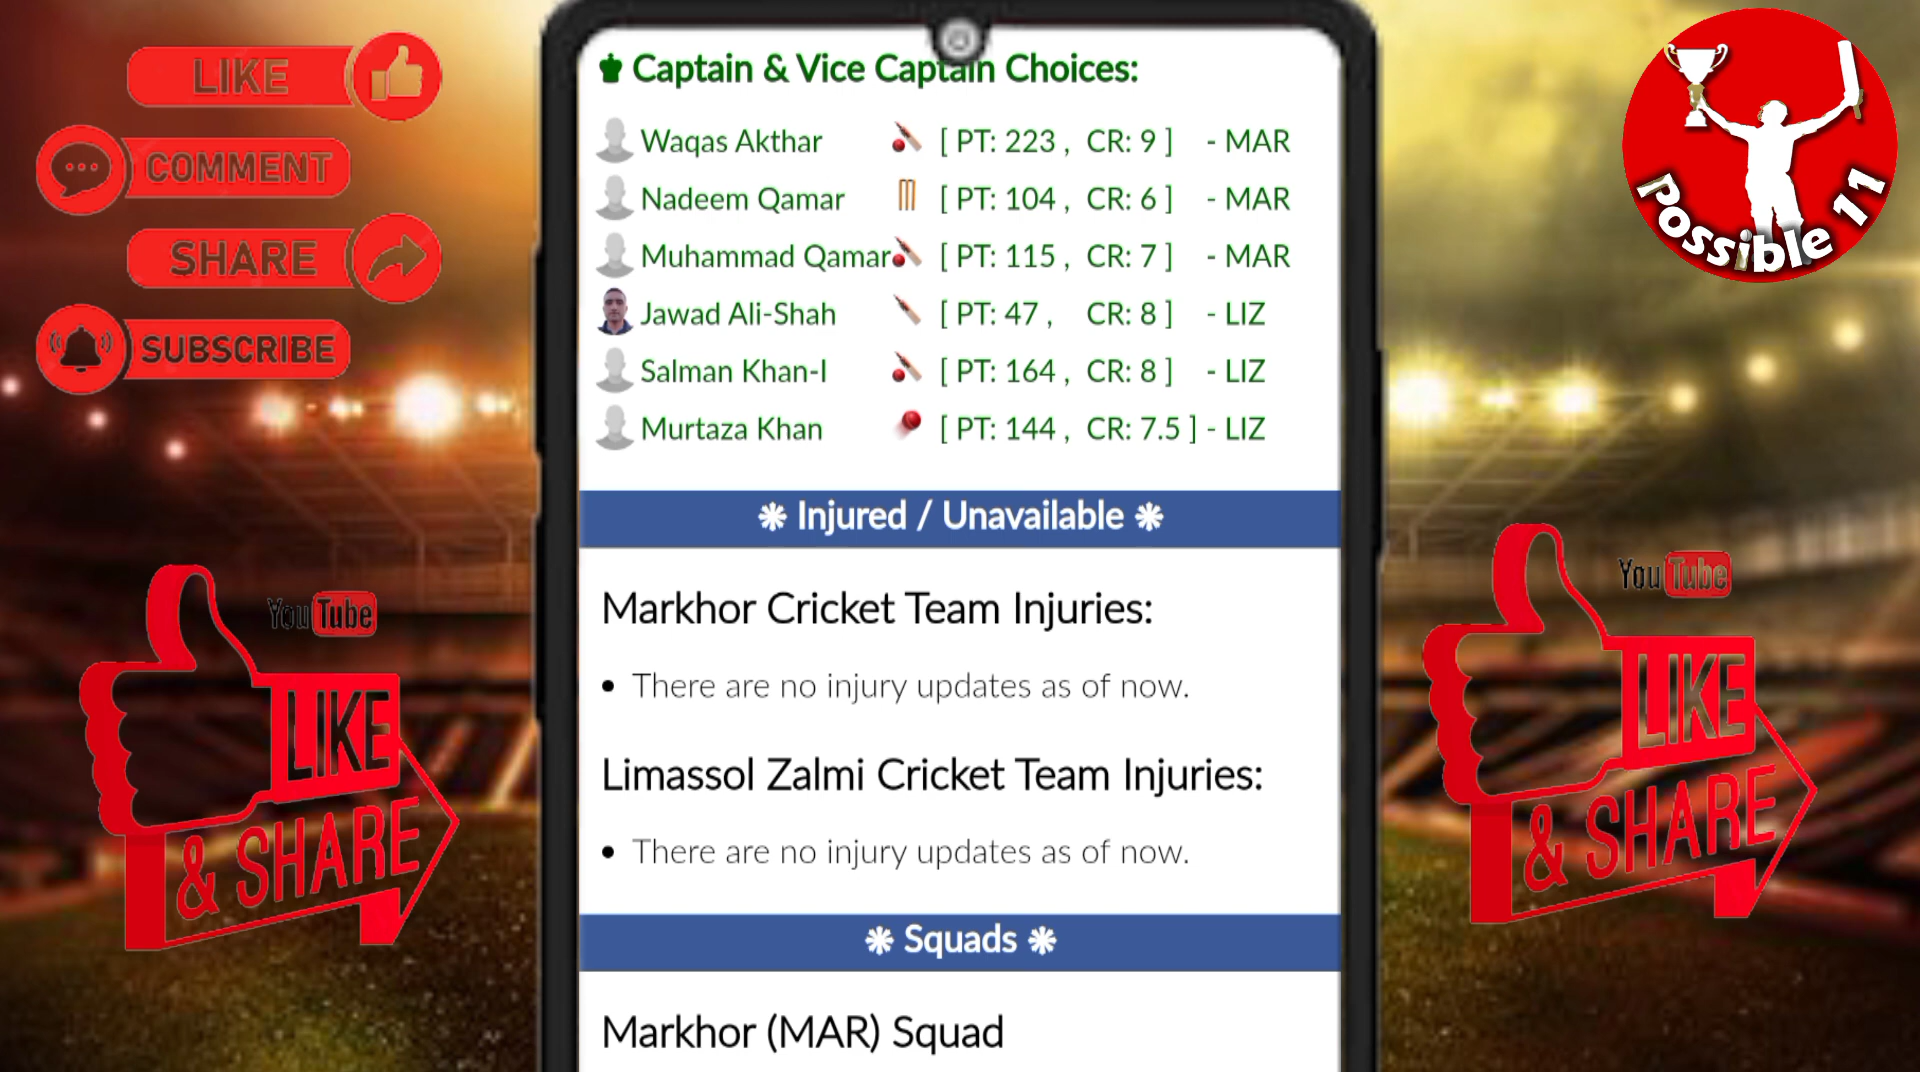 LIKE
COMMENT
SHARE
SUBSCRIBE
YouTube
LIKE
& SHARE
Captain & Vice Captain Choices:
Waqas Akthar [ PT: 223 , CR: 9 ] - MAR
Nadeem Qamar [ PT: 104 , CR: 6 ] - MAR
Muhammad Qamar [ PT: 115 , CR: 7 ] - MAR
Jawad Ali-Shah [ PT: 47 , CR: 8 ] - LIZ
Salman Khan-I [ PT: 164 , CR: 8 ] - LIZ
Murtaza Khan [ PT: 144 , CR: 7.5 ] - LIZ
Injured / Unavailable
Markhor Cricket Team Injuries:
• There are no injury updates as of now.
Limassol Zalmi Cricket Team Injuries:
• There are no injury updates as of now.
Squads
Markhor (MAR) Squad
Possible 11
YouTube
LIKE
& SHARE